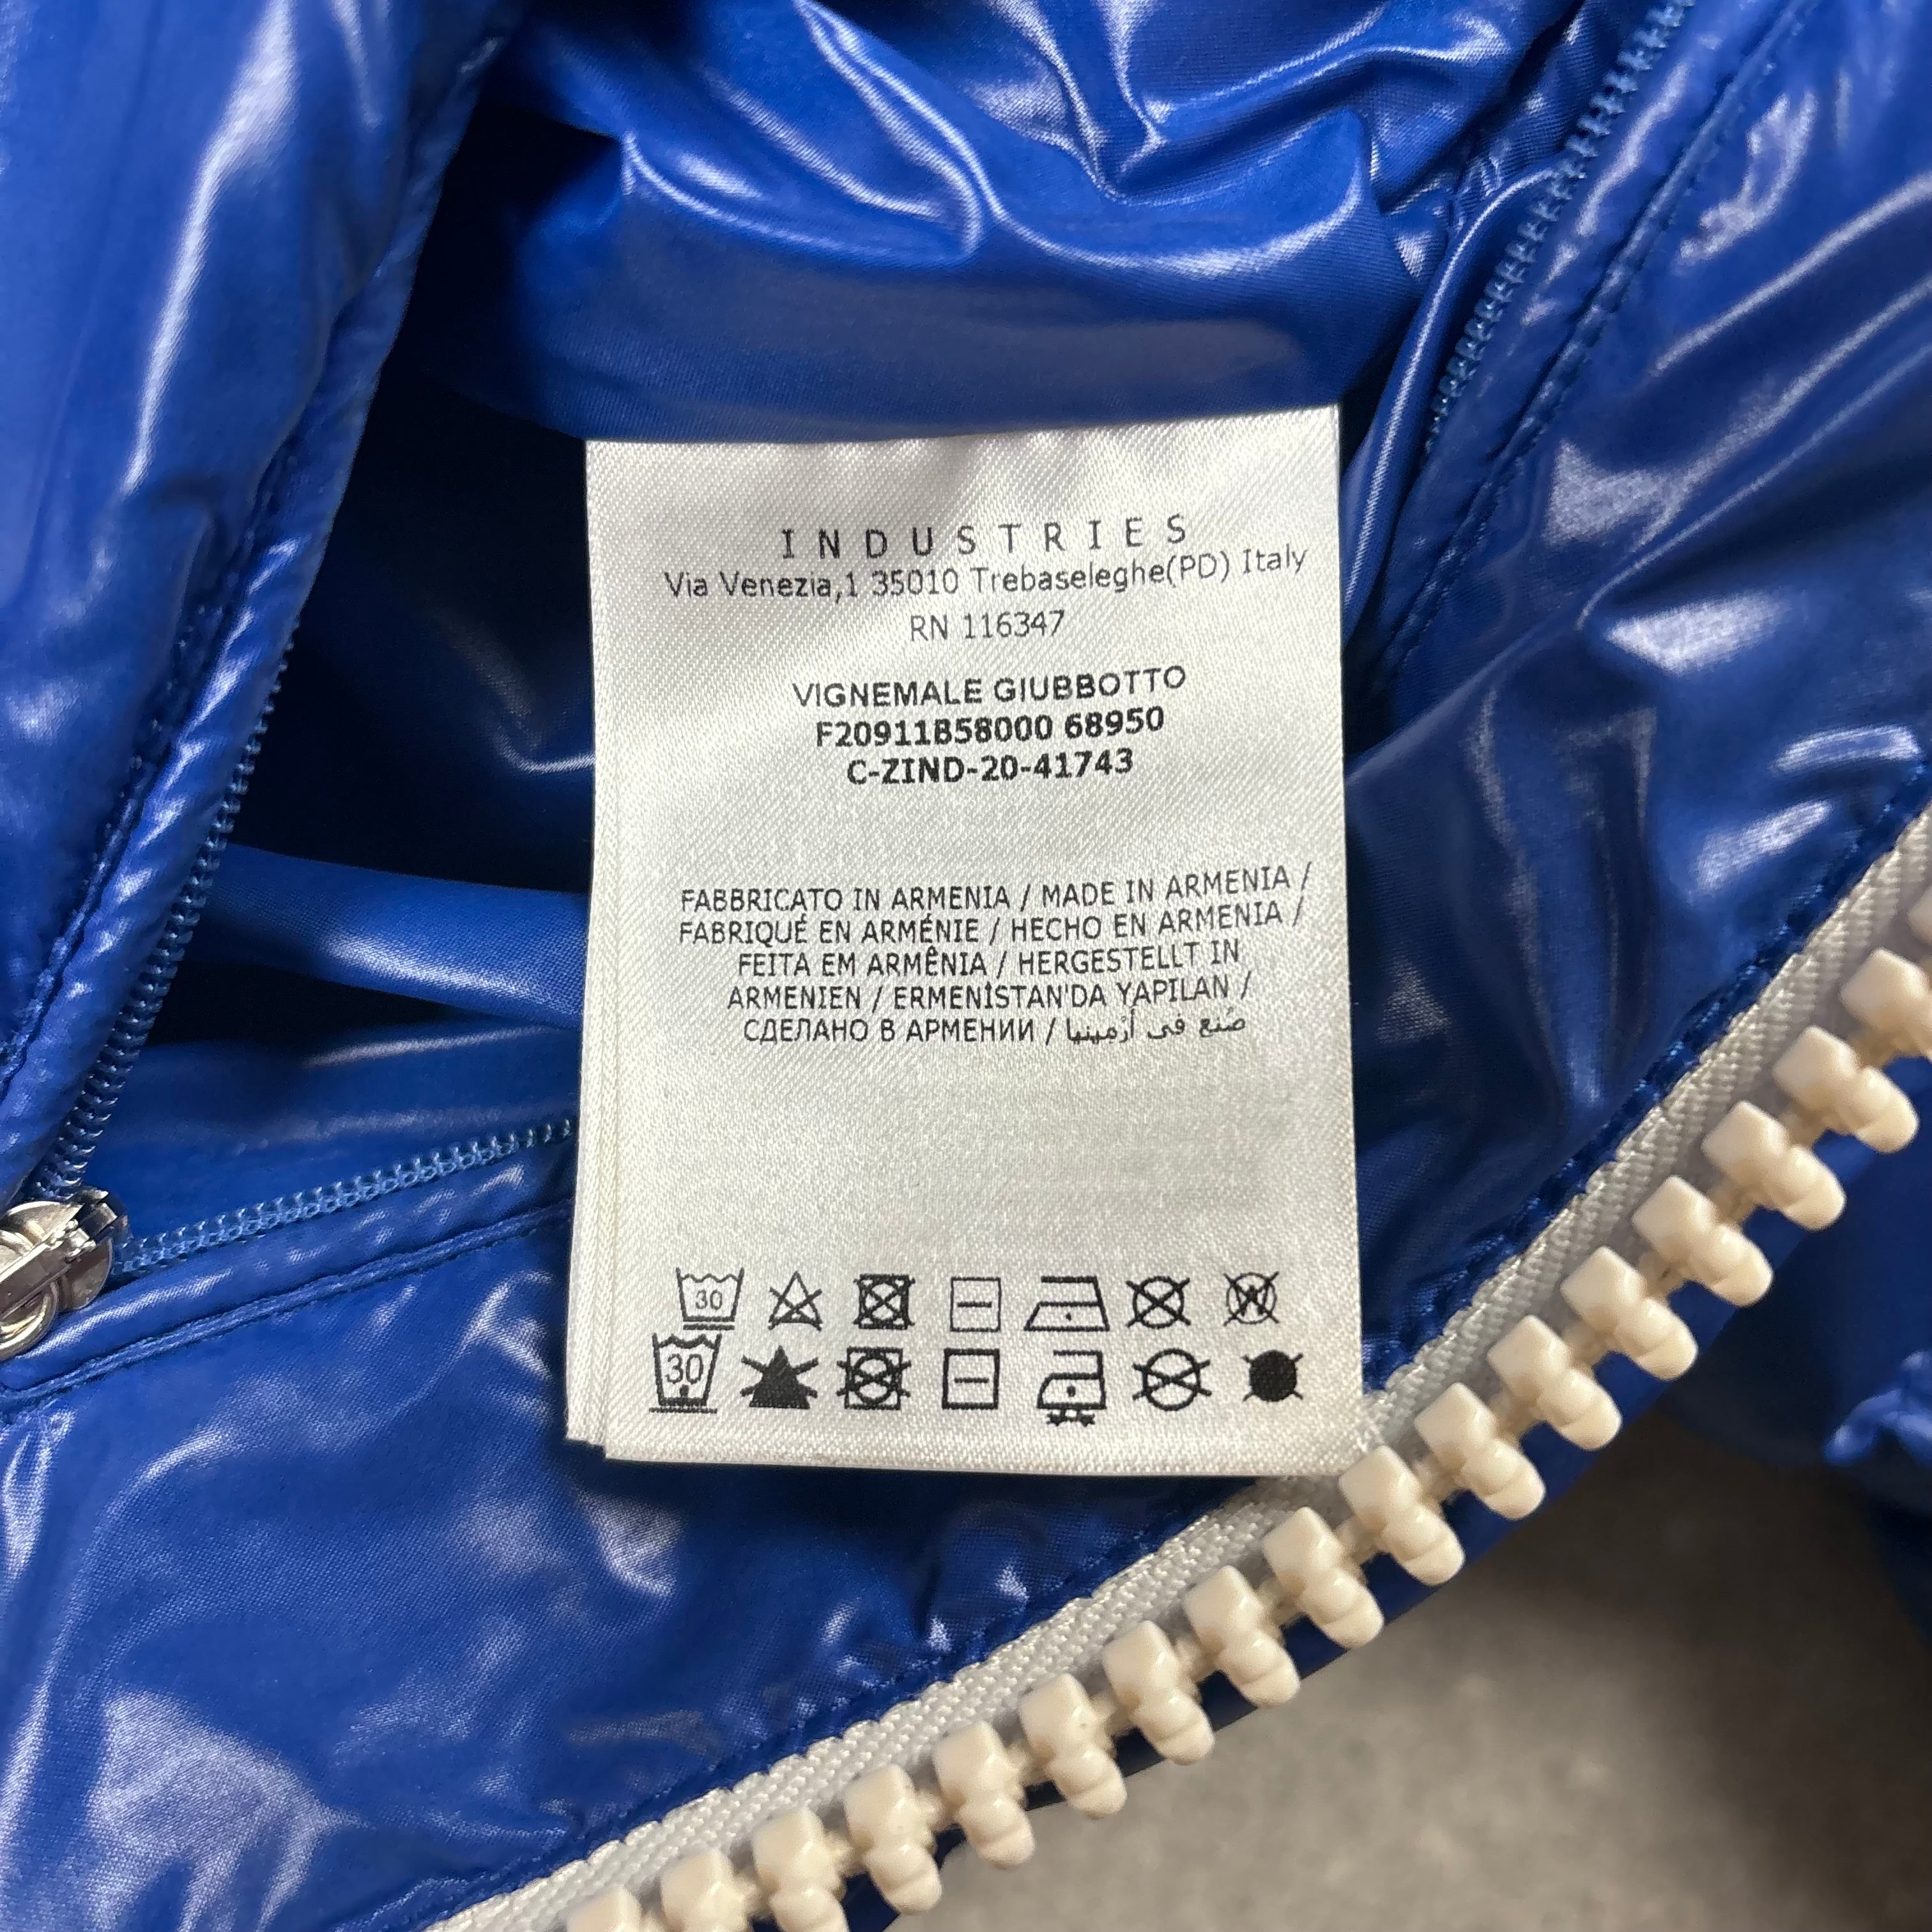 INDUSTRIES
Via Venezia,1 35010 Trebaseleghe(PD) Italy
RN 116347
VIGNEMALE GIUBBOTTO
F20911B58000 68950
C-ZIND-20-41743
FABBRICATO IN ARMENIA / MADE IN ARMENIA /
FABRIQUÉ EN ARMÉNIE / HECHO EN ARMENIA /
FEITA EM ARMÊNIA / HERGESTELLT IN
ARMENIEN / ERMENİSTAN'DA YAPILAN /
СДЕЛАНО В АРМЕНИИ / صُنع في أرمينيا
30 W
30